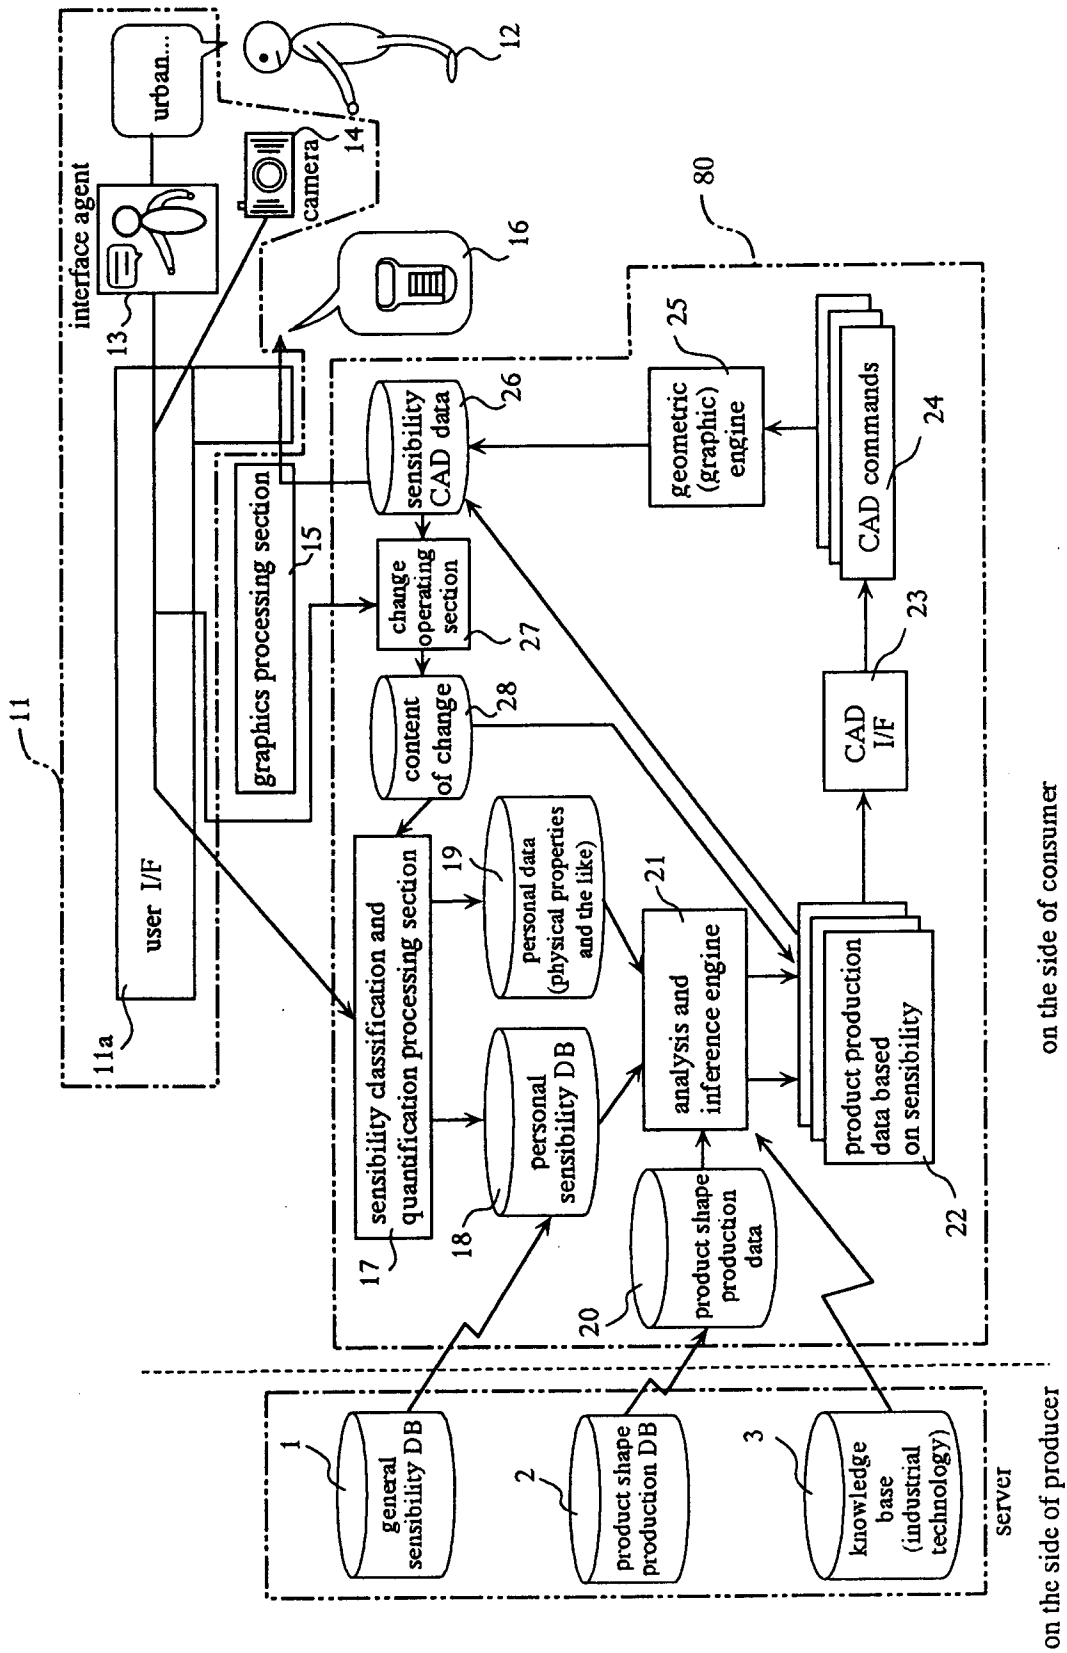 11
11a
user I/F
interface agent
13
urban...
12
14
camera
graphics processing section
15
16
80
1
general
sensibility DB
2
product shape
production DB
3
knowledge
base
(industrial
technology)
server
17
sensibility classification and
quantification processing section
content
of change
28
change
operating
section
27
sensibility
CAD data
26
18
personal
sensibility DB
19
personal data
(physical properties
and the like)
20
product shape
production
data
21
analysis and
inference engine
geometric
(graphic)
engine
25
22
product production
data based
on sensibility
CAD
I/F
23
CAD commands
24
on the side of producer
on the side of consumer